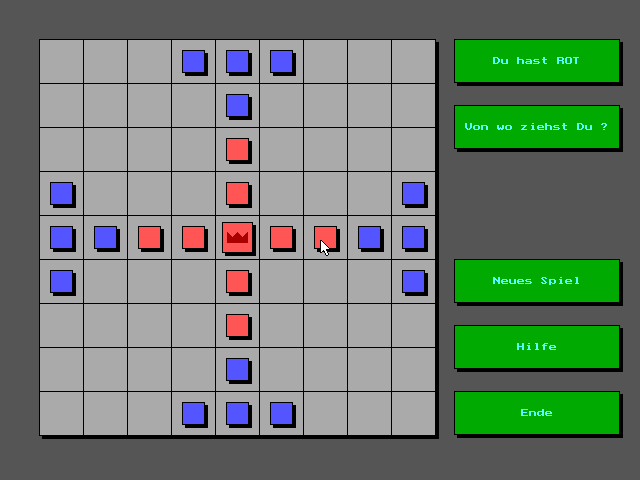 Du hast ROT
Von wo ziehst Du ?
Neues Spiel
Hilfe
Ende